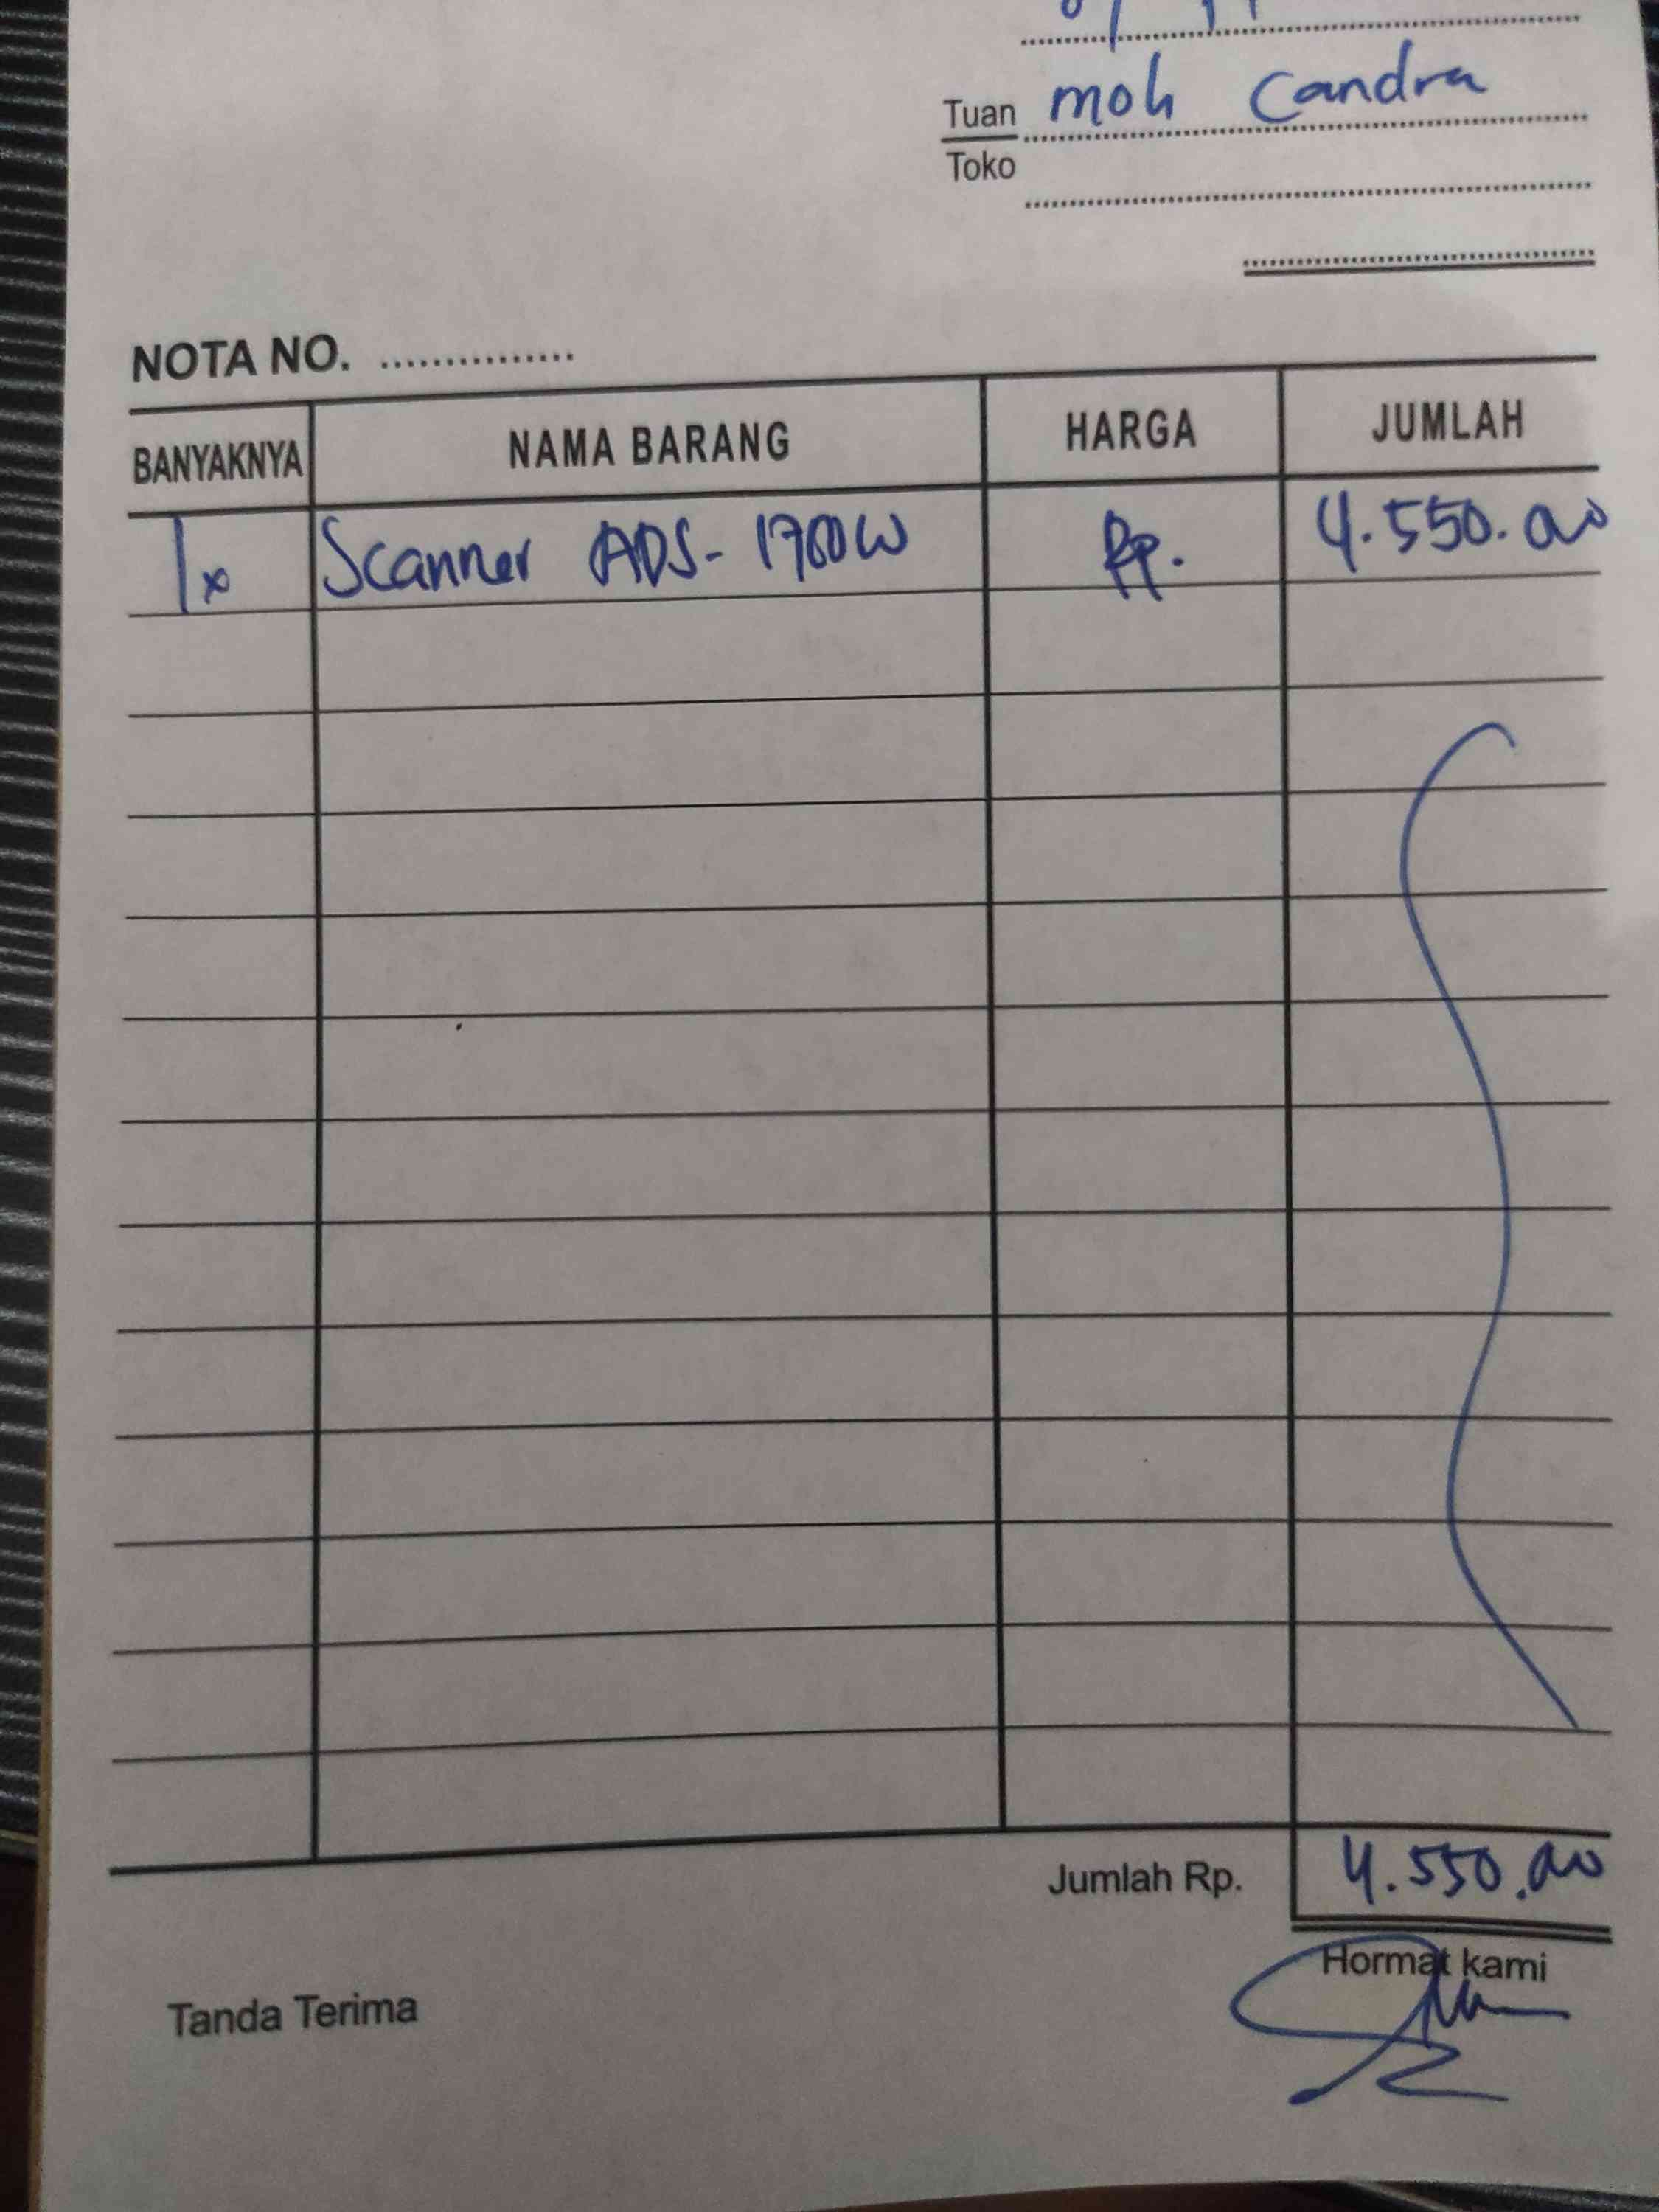 Tuan moh Candra
Toko
NOTA NO. ...............
BANYAKNYA NAMA BARANG HARGA JUMLAH
1x Scanner ADS-1700W Rp. 4.550.000
Jumlah Rp. 4.550.000
Tanda Terima Hormat kami